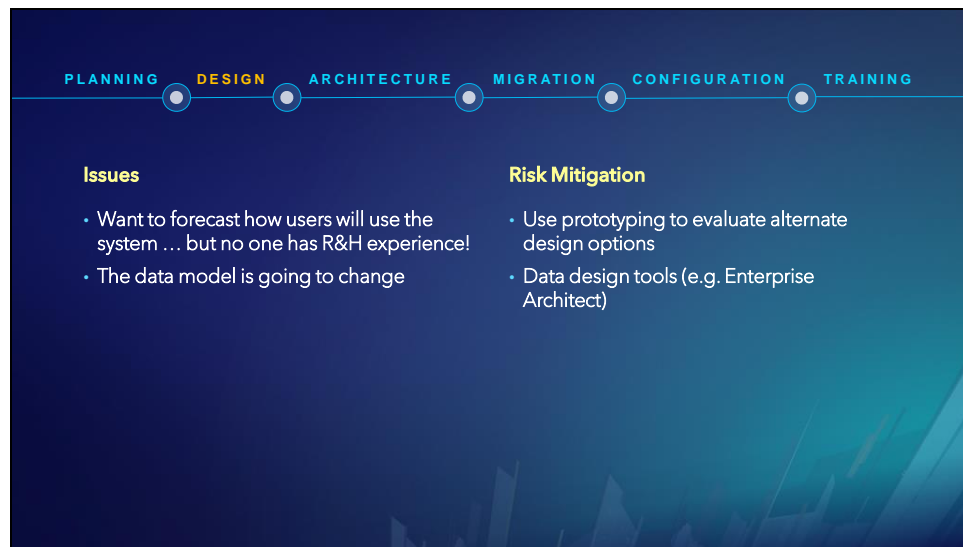 PLANNING DESIGN ARCHITECTURE MIGRATION CONFIGURATION TRAINING
Issues
• Want to forecast how users will use the
system … but no one has R&H experience!
• The data model is going to change
Risk Mitigation
• Use prototyping to evaluate alternate
design options
• Data design tools (e.g. Enterprise
Architect)